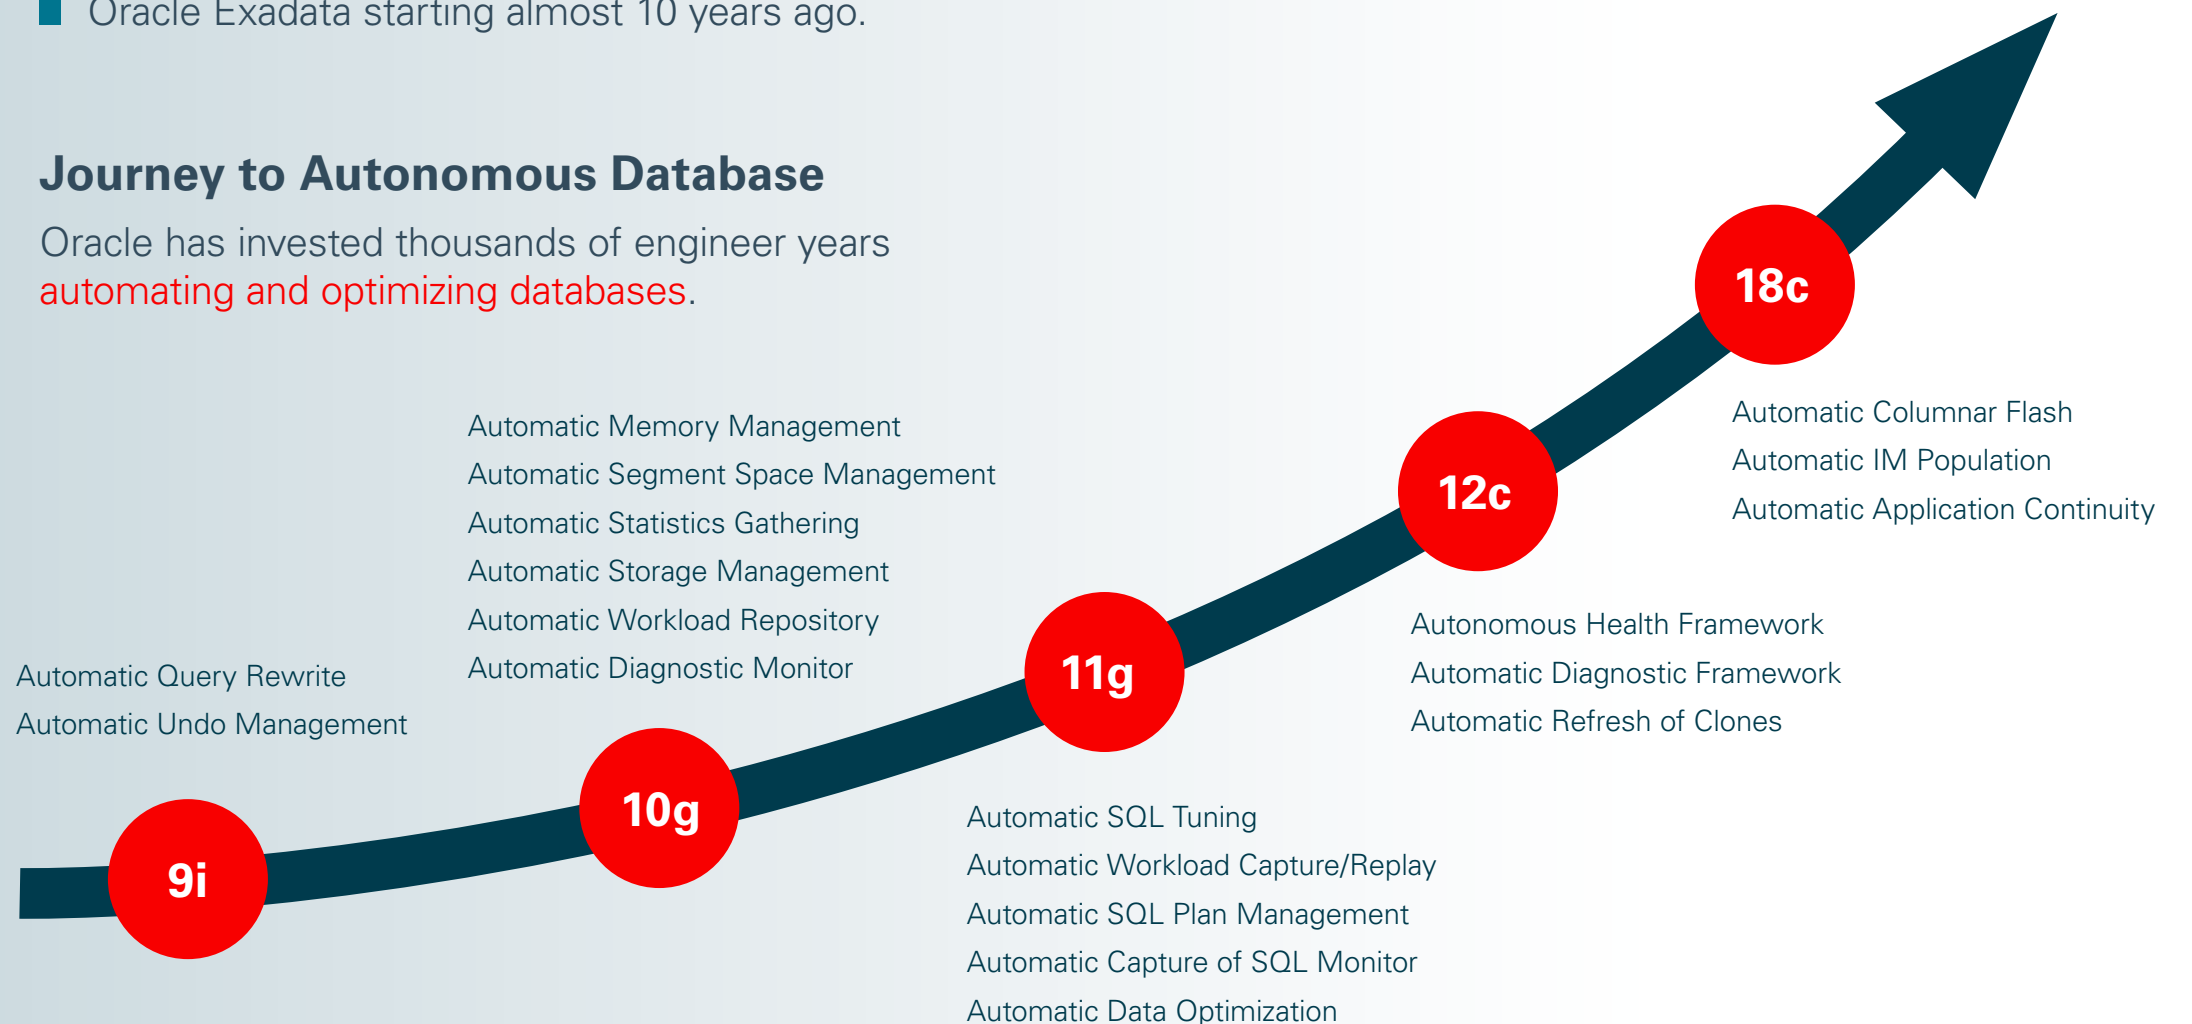 Oracle Exadata starting almost 10 years ago.
Journey to Autonomous Database
Oracle has invested thousands of engineer years
automating and optimizing databases.
9i
Automatic Query Rewrite
Automatic Undo Management
10g
Automatic Memory Management
Automatic Segment Space Management
Automatic Statistics Gathering
Automatic Storage Management
Automatic Workload Repository
Automatic Diagnostic Monitor
11g
Automatic SQL Tuning
Automatic Workload Capture/Replay
Automatic SQL Plan Management
Automatic Capture of SQL Monitor
Automatic Data Optimization
12c
Autonomous Health Framework
Automatic Diagnostic Framework
Automatic Refresh of Clones
18c
Automatic Columnar Flash
Automatic IM Population
Automatic Application Continuity